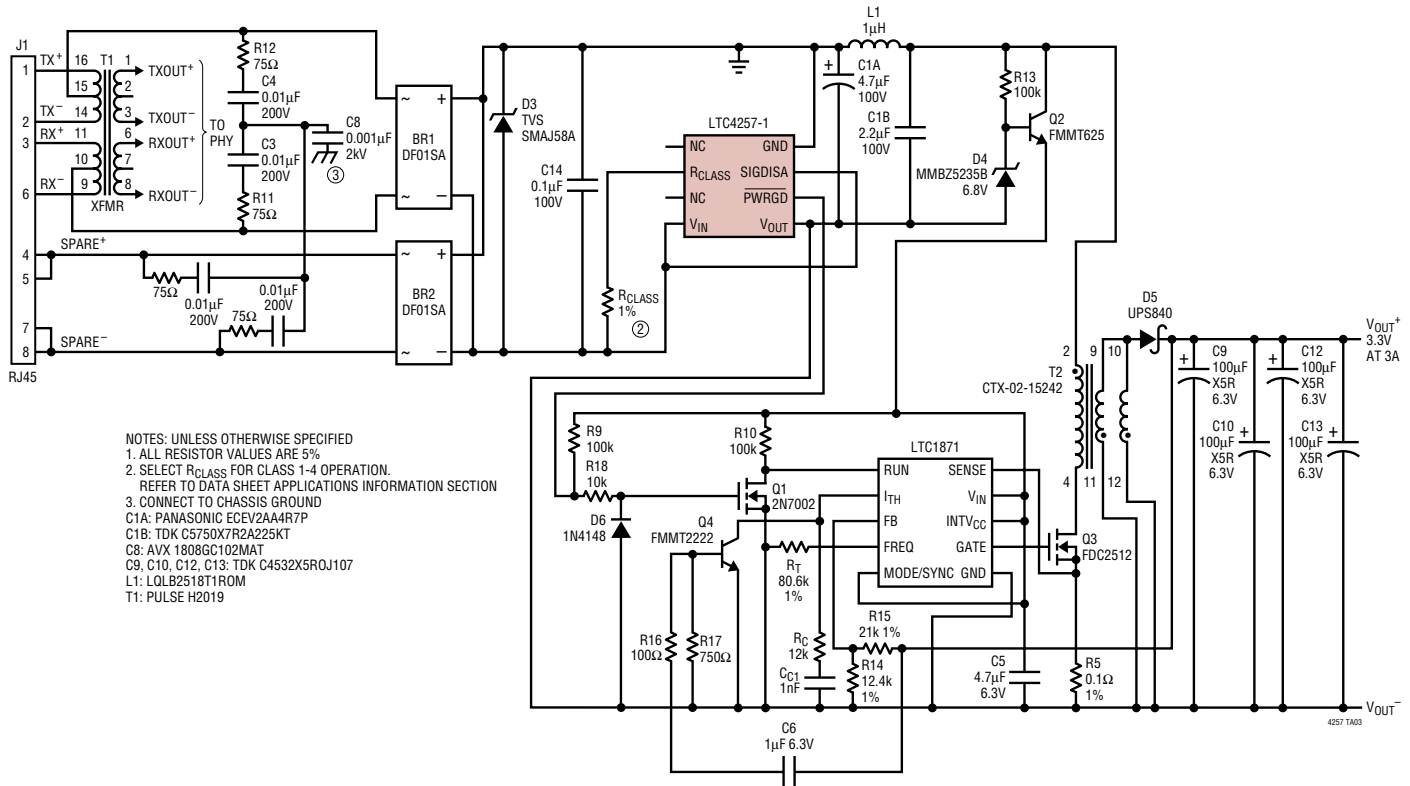 J1
TX+
1
16
T1
1
TXOUT+
15
2
TX−
2
14
3
TXOUT−
RX+
3
11
6
RXOUT+
10
7
RX−
6
9
8
RXOUT−
XFMR
TO
PHY
R12
75Ω
C4
0.01µF
200V
C3
0.01µF
200V
R11
75Ω
C8
0.001µF
2kV
3
~
+
BR1
DF01SA
~
−
SPARE+
4
5
75Ω
0.01µF
200V
0.01µF
200V
75Ω
7
SPARE−
8
RJ45
~
+
BR2
DF01SA
~
−
D3
TVS
SMAJ58A
C14
0.1µF
100V
RCLASS
1%
2
LTC4257-1
NC
GND
RCLASS
SIGDISA
NC
PWRGD
VIN
VOUT
L1
1µH
+
C1A
4.7µF
100V
C1B
2.2µF
100V
R13
100k
Q2
FMMT625
D4
MMBZ5235B
6.8V
D5
UPS840
VOUT+
3.3V
AT 3A
2
9
10
T2
CTX-02-15242
4
11
12
+
C9
100µF
X5R
6.3V
+
C12
100µF
X5R
6.3V
C10
100µF
X5R
6.3V
+
C13
100µF
X5R
6.3V
+
R9
100k
R18
10k
R10
100k
Q1
2N7002
D6
1N4148
Q4
FMMT2222
LTC1871
RUN
SENSE
ITH
VIN
FB
INTVCC
FREQ
GATE
MODE/SYNC
GND
Q3
FDC2512
RT
80.6k
1%
R15
21k 1%
R16
100Ω
R17
750Ω
RC
12k
CC1
1nF
R14
12.4k
1%
C5
4.7µF
6.3V
R5
0.1Ω
1%
VOUT−
4257 TA03
C6
1µF 6.3V
NOTES: UNLESS OTHERWISE SPECIFIED
1. ALL RESISTOR VALUES ARE 5%
2. SELECT RCLASS FOR CLASS 1-4 OPERATION.
REFER TO DATA SHEET APPLICATIONS INFORMATION SECTION
3. CONNECT TO CHASSIS GROUND
C1A: PANASONIC ECEV2AA4R7P
C1B: TDK C5750X7R2A225KT
C8: AVX 1808GC102MAT
C9, C10, C12, C13: TDK C4532X5ROJ107
L1: LQLB2518T1ROM
T1: PULSE H2019